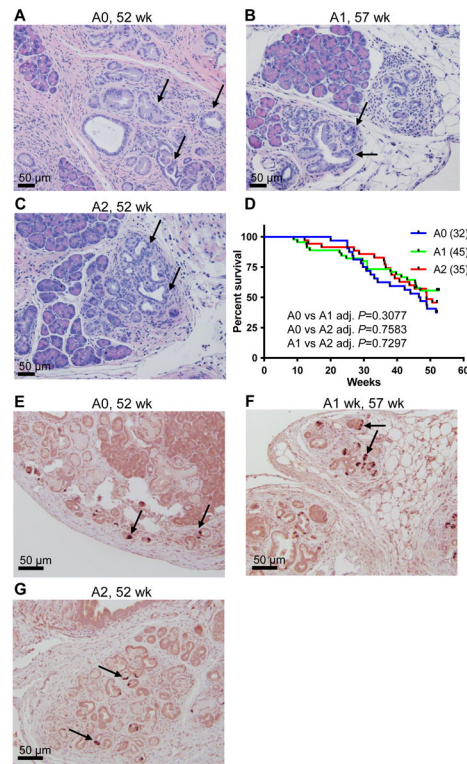 A
A0, 52 wk
50 µm
B
A1, 57 wk
50 µm
C
A2, 52 wk
50 µm
D
Percent survival
100
75
50
25
0
0 10 20 30 40 50 60
Weeks
A0 (32)
A1 (45)
A2 (35)
A0 vs A1 adj. P=0.3077
A0 vs A2 adj. P=0.7583
A1 vs A2 adj. P=0.7297
E
A0, 52 wk
50 µm
F
A1 wk, 57 wk
50 µm
G
A2, 52 wk
50 µm